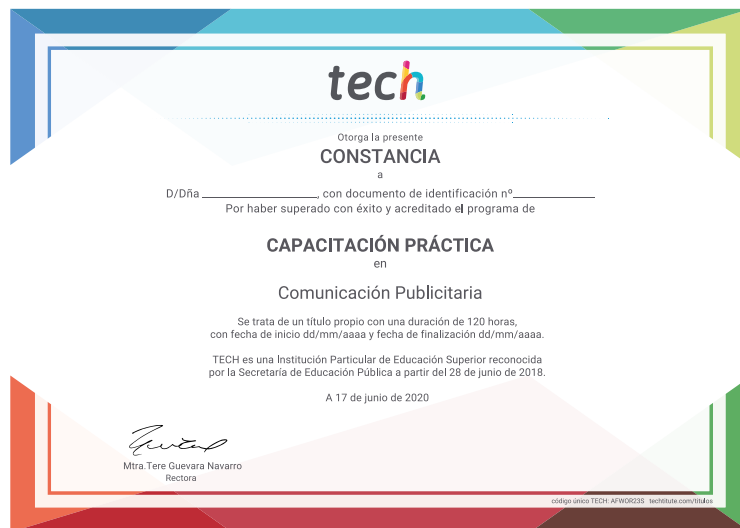 tech
Otorga la presente
CONSTANCIA
a
D/Dña ____________________, con documento de identificación nº______________
Por haber superado con éxito y acreditado el programa de
CAPACITACIÓN PRÁCTICA
en
Comunicación Publicitaria
Se trata de un título propio con una duración de 120 horas,
con fecha de inicio dd/mm/aaaa y fecha de finalización dd/mm/aaaa.
TECH es una Institución Particular de Educación Superior reconocida
por la Secretaría de Educación Pública a partir del 28 de junio de 2018.
A 17 de junio de 2020
Mtra.Tere Guevara Navarro
Rectora
código único TECH: AFWOR23S techtitute.com/títulos